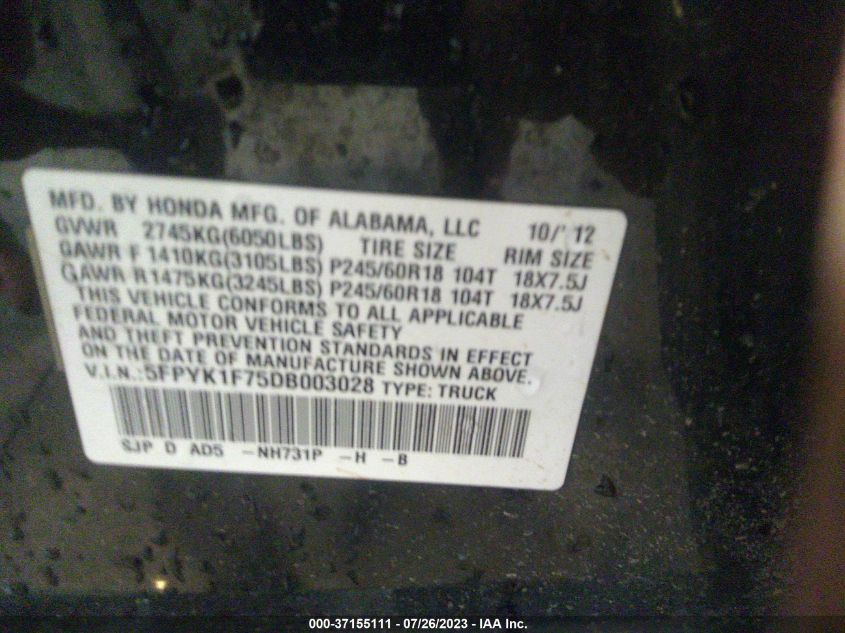 MFD. BY HONDA MFG. OF ALABAMA, LLC 10/' 12
GVWR 2745KG(6050LBS) TIRE SIZE RIM SIZE
GAWR F 1410KG(3105LBS) P245/60R18 104T 18X7.5J
GAWR R1475KG(3245LBS) P245/60R18 104T 18X7.5J
THIS VEHICLE CONFORMS TO ALL APPLICABLE
FEDERAL MOTOR VEHICLE SAFETY
AND THEFT PREVENTION STANDARDS IN EFFECT
ON THE DATE OF MANUFACTURE SHOWN ABOVE.
V.I.N.:5FPYK1F75DB003028 TYPE: TRUCK
SJP D AD5 -NH731P -H -B
000-37155111 - 07/26/2023 - IAA Inc.